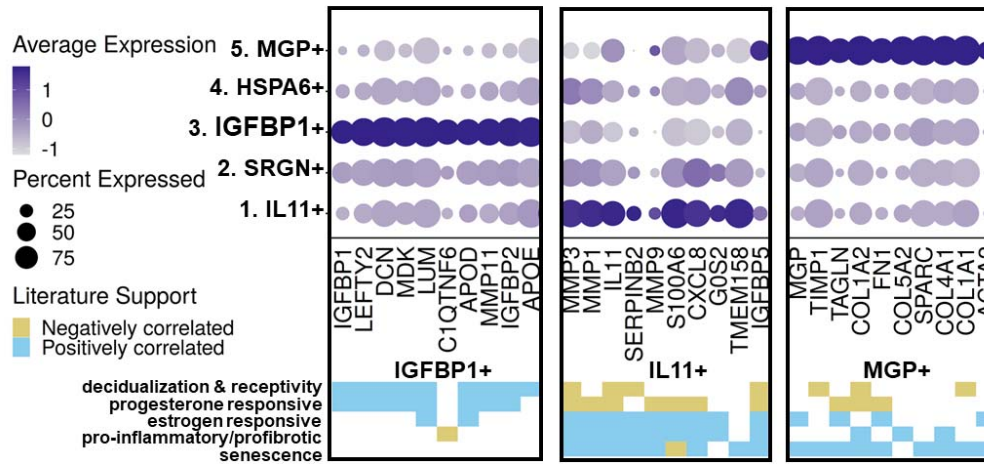 Average Expression
1
0
-1
Percent Expressed
25
50
75
Literature Support
Negatively correlated
Positively correlated
5. MGP+
4. HSPA6+
3. IGFBP1+
2. SRGN+
1. IL11+
IGFBP1
LEFTY2
DCN
MDK
LUM
C1QTNF6
APOD
MMP11
IGFBP2
APOE
MMP3
MMP1
IL11
SERPINB2
MMP9
S100A6
CXCL8
G0S2
TMEM158
IGFBP5
MGP
TIMP1
TAGLN
COL1A2
FN1
COL5A2
SPARC
COL4A1
COL1A1
IGFBP1+
IL11+
MGP+
decidualization & receptivity
progesterone responsive
estrogen responsive
pro-inflammatory/profibrotic
senescence